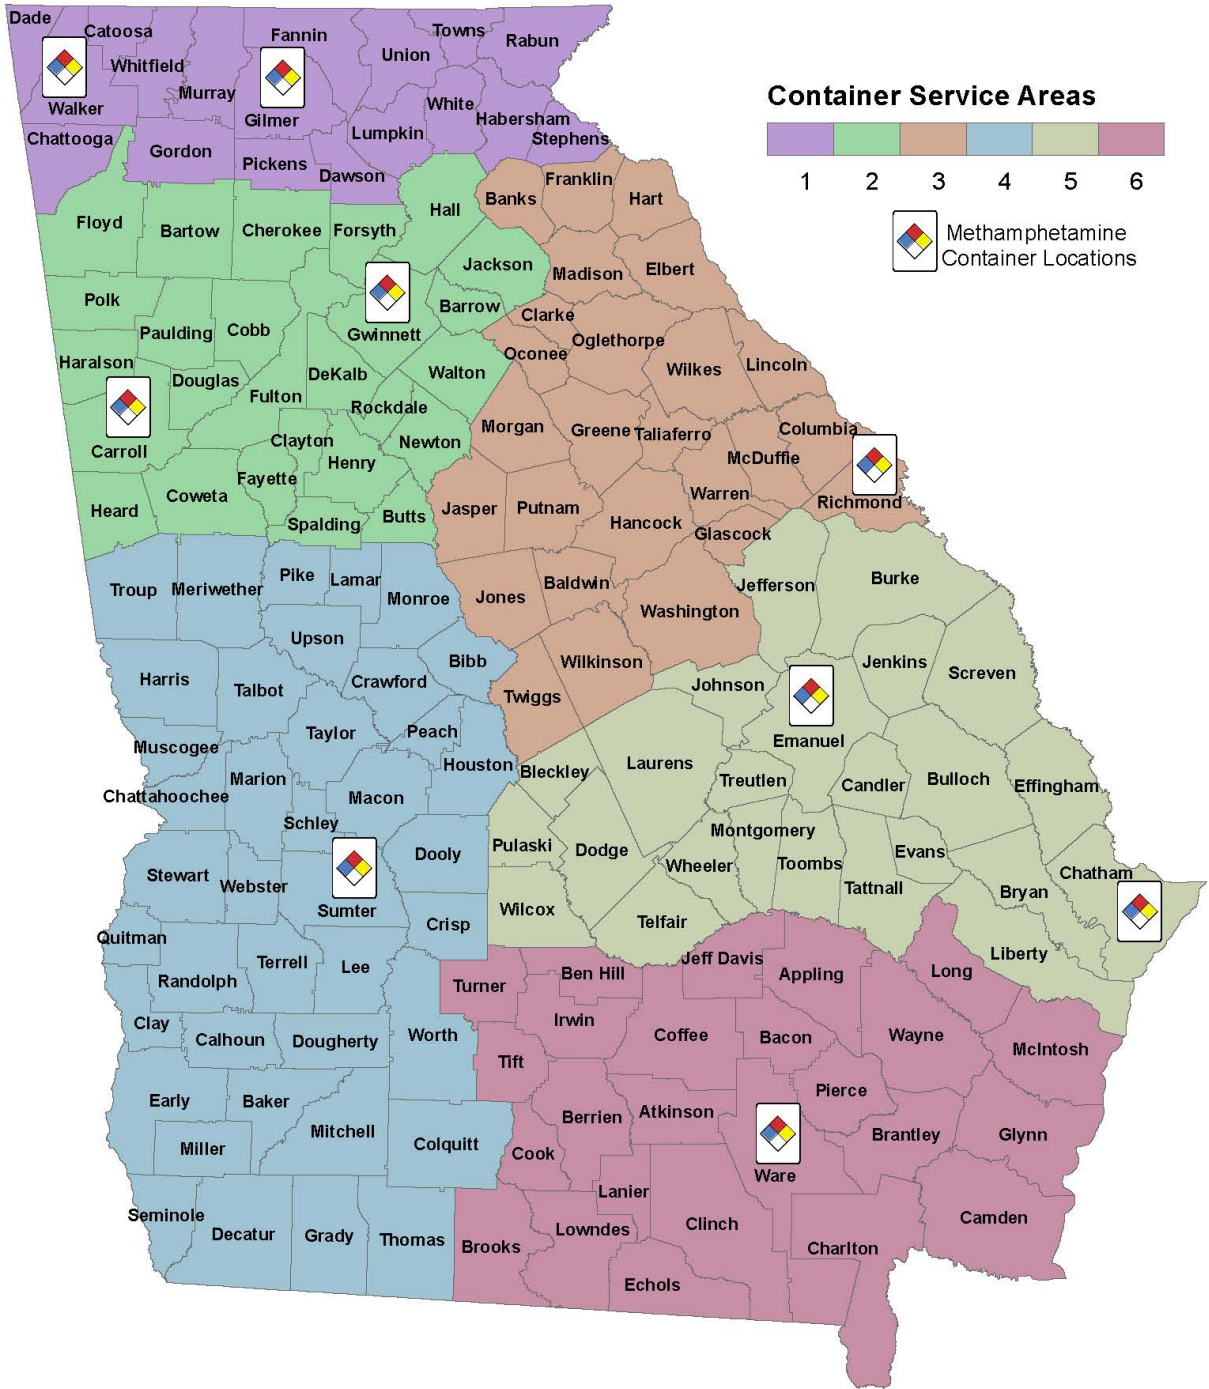 Dade
Catoosa
Fannin
Towns
Rabun
Union
Whitfield
Murray
Walker
Gilmer
White
Habersham
Lumpkin
Stephens
Chattooga
Gordon
Pickens
Dawson
Container Service Areas
1 2 3 4 5 6
Methamphetamine
Container Locations
Franklin
Banks
Hart
Hall
Floyd
Bartow
Cherokee
Forsyth
Jackson
Madison
Elbert
Polk
Barrow
Clarke
Paulding
Cobb
Gwinnett
Oglethorpe
Oconee
Haralson
Douglas
DeKalb
Walton
Wilkes
Lincoln
Fulton
Rockdale
Carroll
Clayton
Newton
Morgan
Greene
Taliaferro
Columbia
Henry
McDuffie
Fayette
Coweta
Heard
Spalding
Butts
Jasper
Putnam
Hancock
Warren
Richmond
Glascock
Troup
Meriwether
Pike
Lamar
Monroe
Jones
Baldwin
Washington
Jefferson
Burke
Upson
Bibb
Wilkinson
Jenkins
Screven
Harris
Talbot
Crawford
Twiggs
Johnson
Emanuel
Taylor
Peach
Muscogee
Houston
Bleckley
Laurens
Treutlen
Candler
Bulloch
Effingham
Marion
Chattahoochee
Macon
Schley
Dooly
Pulaski
Dodge
Montgomery
Wheeler
Toombs
Evans
Tattnall
Chatham
Bryan
Stewart
Webster
Sumter
Crisp
Wilcox
Telfair
Liberty
Quitman
Randolph
Terrell
Lee
Turner
Ben Hill
Jeff Davis
Appling
Long
Irwin
Clay
Calhoun
Dougherty
Worth
Tift
Coffee
Bacon
Wayne
McIntosh
Early
Baker
Mitchell
Miller
Colquitt
Cook
Berrien
Atkinson
Pierce
Brantley
Glynn
Ware
Lanier
Seminole
Decatur
Grady
Thomas
Brooks
Lowndes
Clinch
Echols
Charlton
Camden